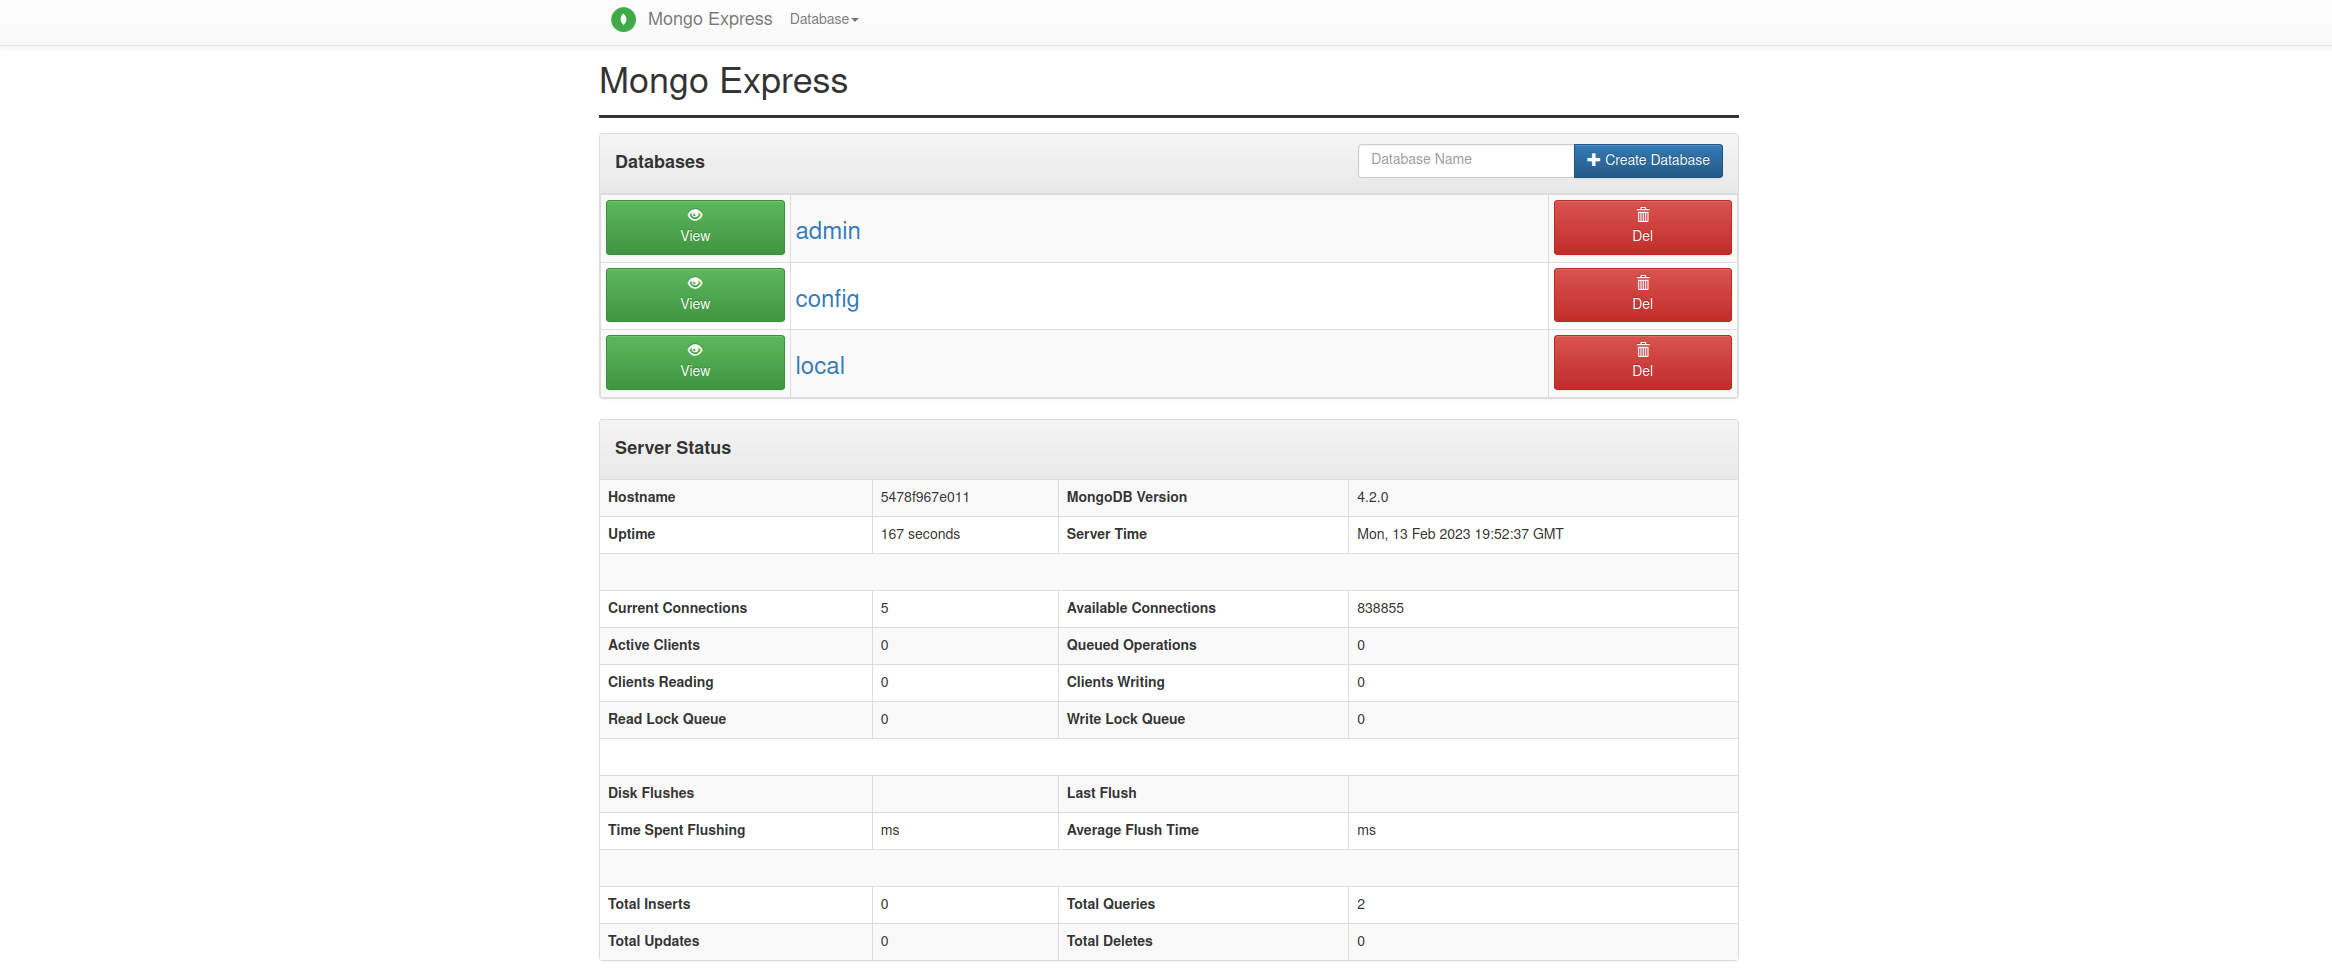 Mongo Express Database
Mongo Express
Databases Database Name Create Database
View admin Del
View config Del
View local Del
Server Status
Hostname 5478f967e011 MongoDB Version 4.2.0
Uptime 167 seconds Server Time Mon, 13 Feb 2023 19:52:37 GMT
Current Connections 5 Available Connections 838855
Active Clients 0 Queued Operations 0
Clients Reading 0 Clients Writing 0
Read Lock Queue 0 Write Lock Queue 0
Disk Flushes Last Flush
Time Spent Flushing ms Average Flush Time ms
Total Inserts 0 Total Queries 2
Total Updates 0 Total Deletes 0